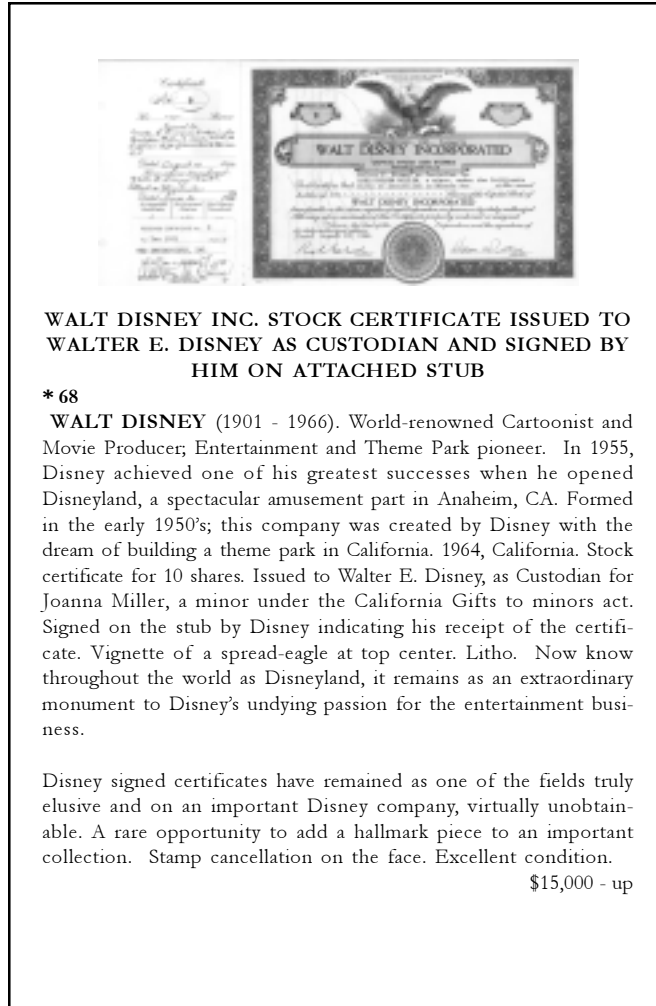 WALT DISNEY INCORPORATED
WALT DISNEY INCORPORATED
WALT DISNEY INC. STOCK CERTIFICATE ISSUED TO
WALTER E. DISNEY AS CUSTODIAN AND SIGNED BY
HIM ON ATTACHED STUB
* 68
WALT DISNEY (1901 - 1966). World-renowned Cartoonist and
Movie Producer; Entertainment and Theme Park pioneer. In 1955,
Disney achieved one of his greatest successes when he opened
Disneyland, a spectacular amusement part in Anaheim, CA. Formed
in the early 1950's; this company was created by Disney with the
dream of building a theme park in California. 1964, California. Stock
certificate for 10 shares. Issued to Walter E. Disney, as Custodian for
Joanna Miller, a minor under the California Gifts to minors act.
Signed on the stub by Disney indicating his receipt of the certifi-
cate. Vignette of a spread-eagle at top center. Litho. Now know
throughout the world as Disneyland, it remains as an extraordinary
monument to Disney's undying passion for the entertainment busi-
ness.
Disney signed certificates have remained as one of the fields truly
elusive and on an important Disney company, virtually unobtain-
able. A rare opportunity to add a hallmark piece to an important
collection. Stamp cancellation on the face. Excellent condition.
$15,000 - up